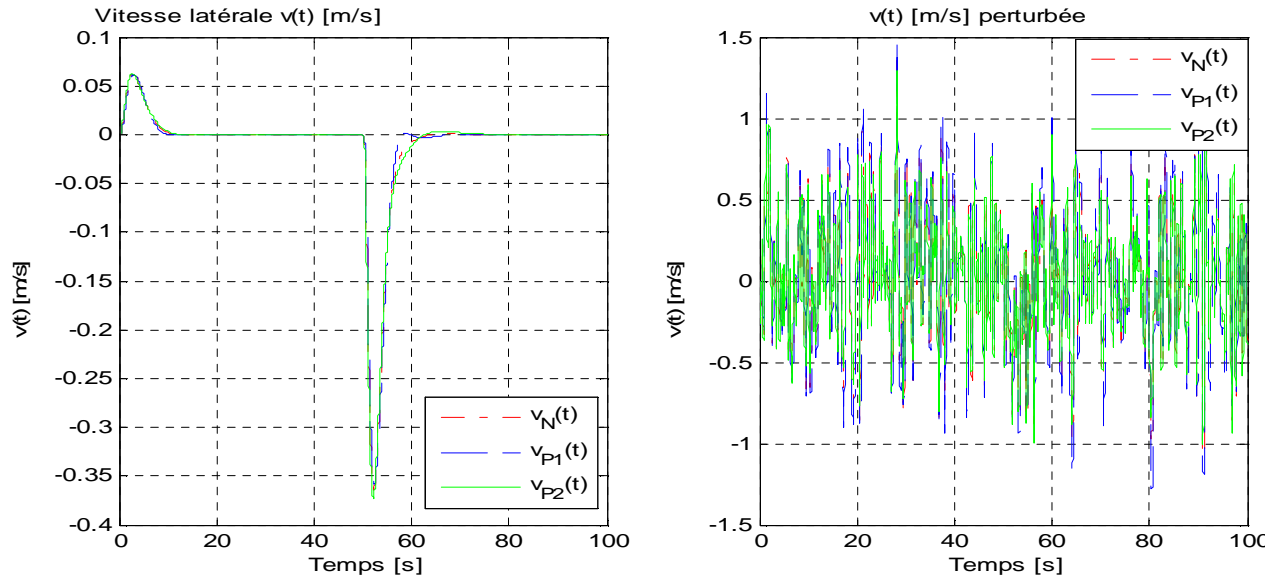 Vitesse latérale v(t) [m/s]
0.1
0.05
0
-0.05
-0.1
-0.15
-0.2
-0.25
-0.3
-0.35
-0.4
v(t) [m/s]
0 20 40 60 80 100
Temps [s]
v_N(t)
v_P1(t)
v_P2(t)
v(t) [m/s] perturbée
1.5
1
0.5
0
-0.5
-1
-1.5
v(t) [m/s]
0 20 40 60 80 100
Temps [s]
v_N(t)
v_P1(t)
v_P2(t)